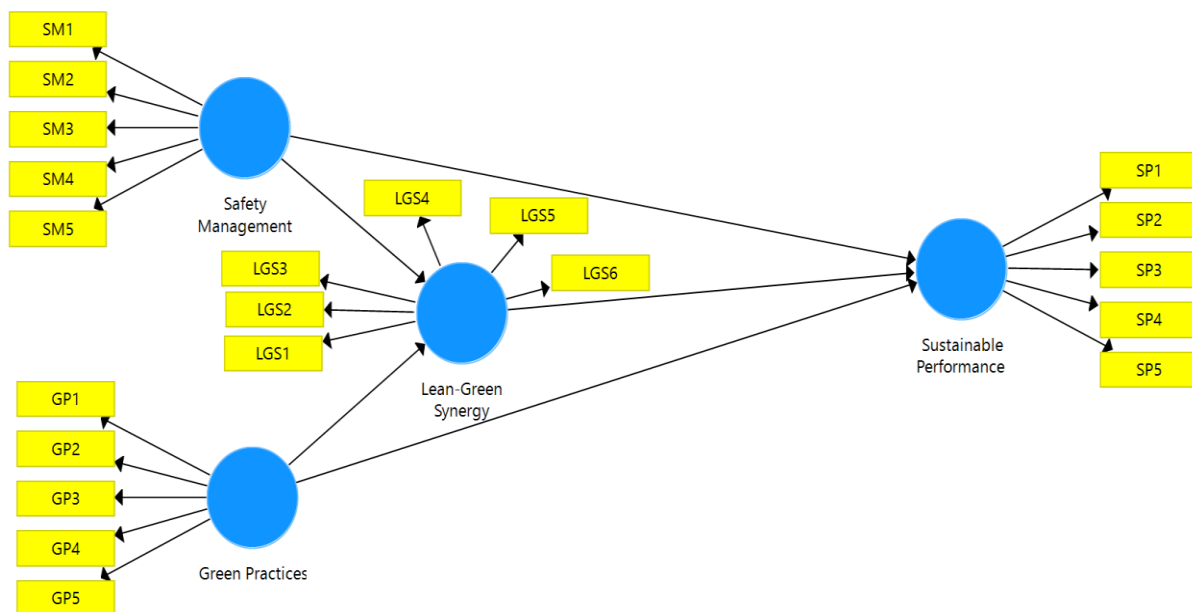 SM1
SM2
SM3
SM4
SM5
Safety
Management
LGS4
LGS5
LGS3
LGS6
LGS2
LGS1
Lean-Green
Synergy
SP1
SP2
SP3
SP4
SP5
Sustainable
Performance
GP1
GP2
GP3
GP4
GP5
Green Practices